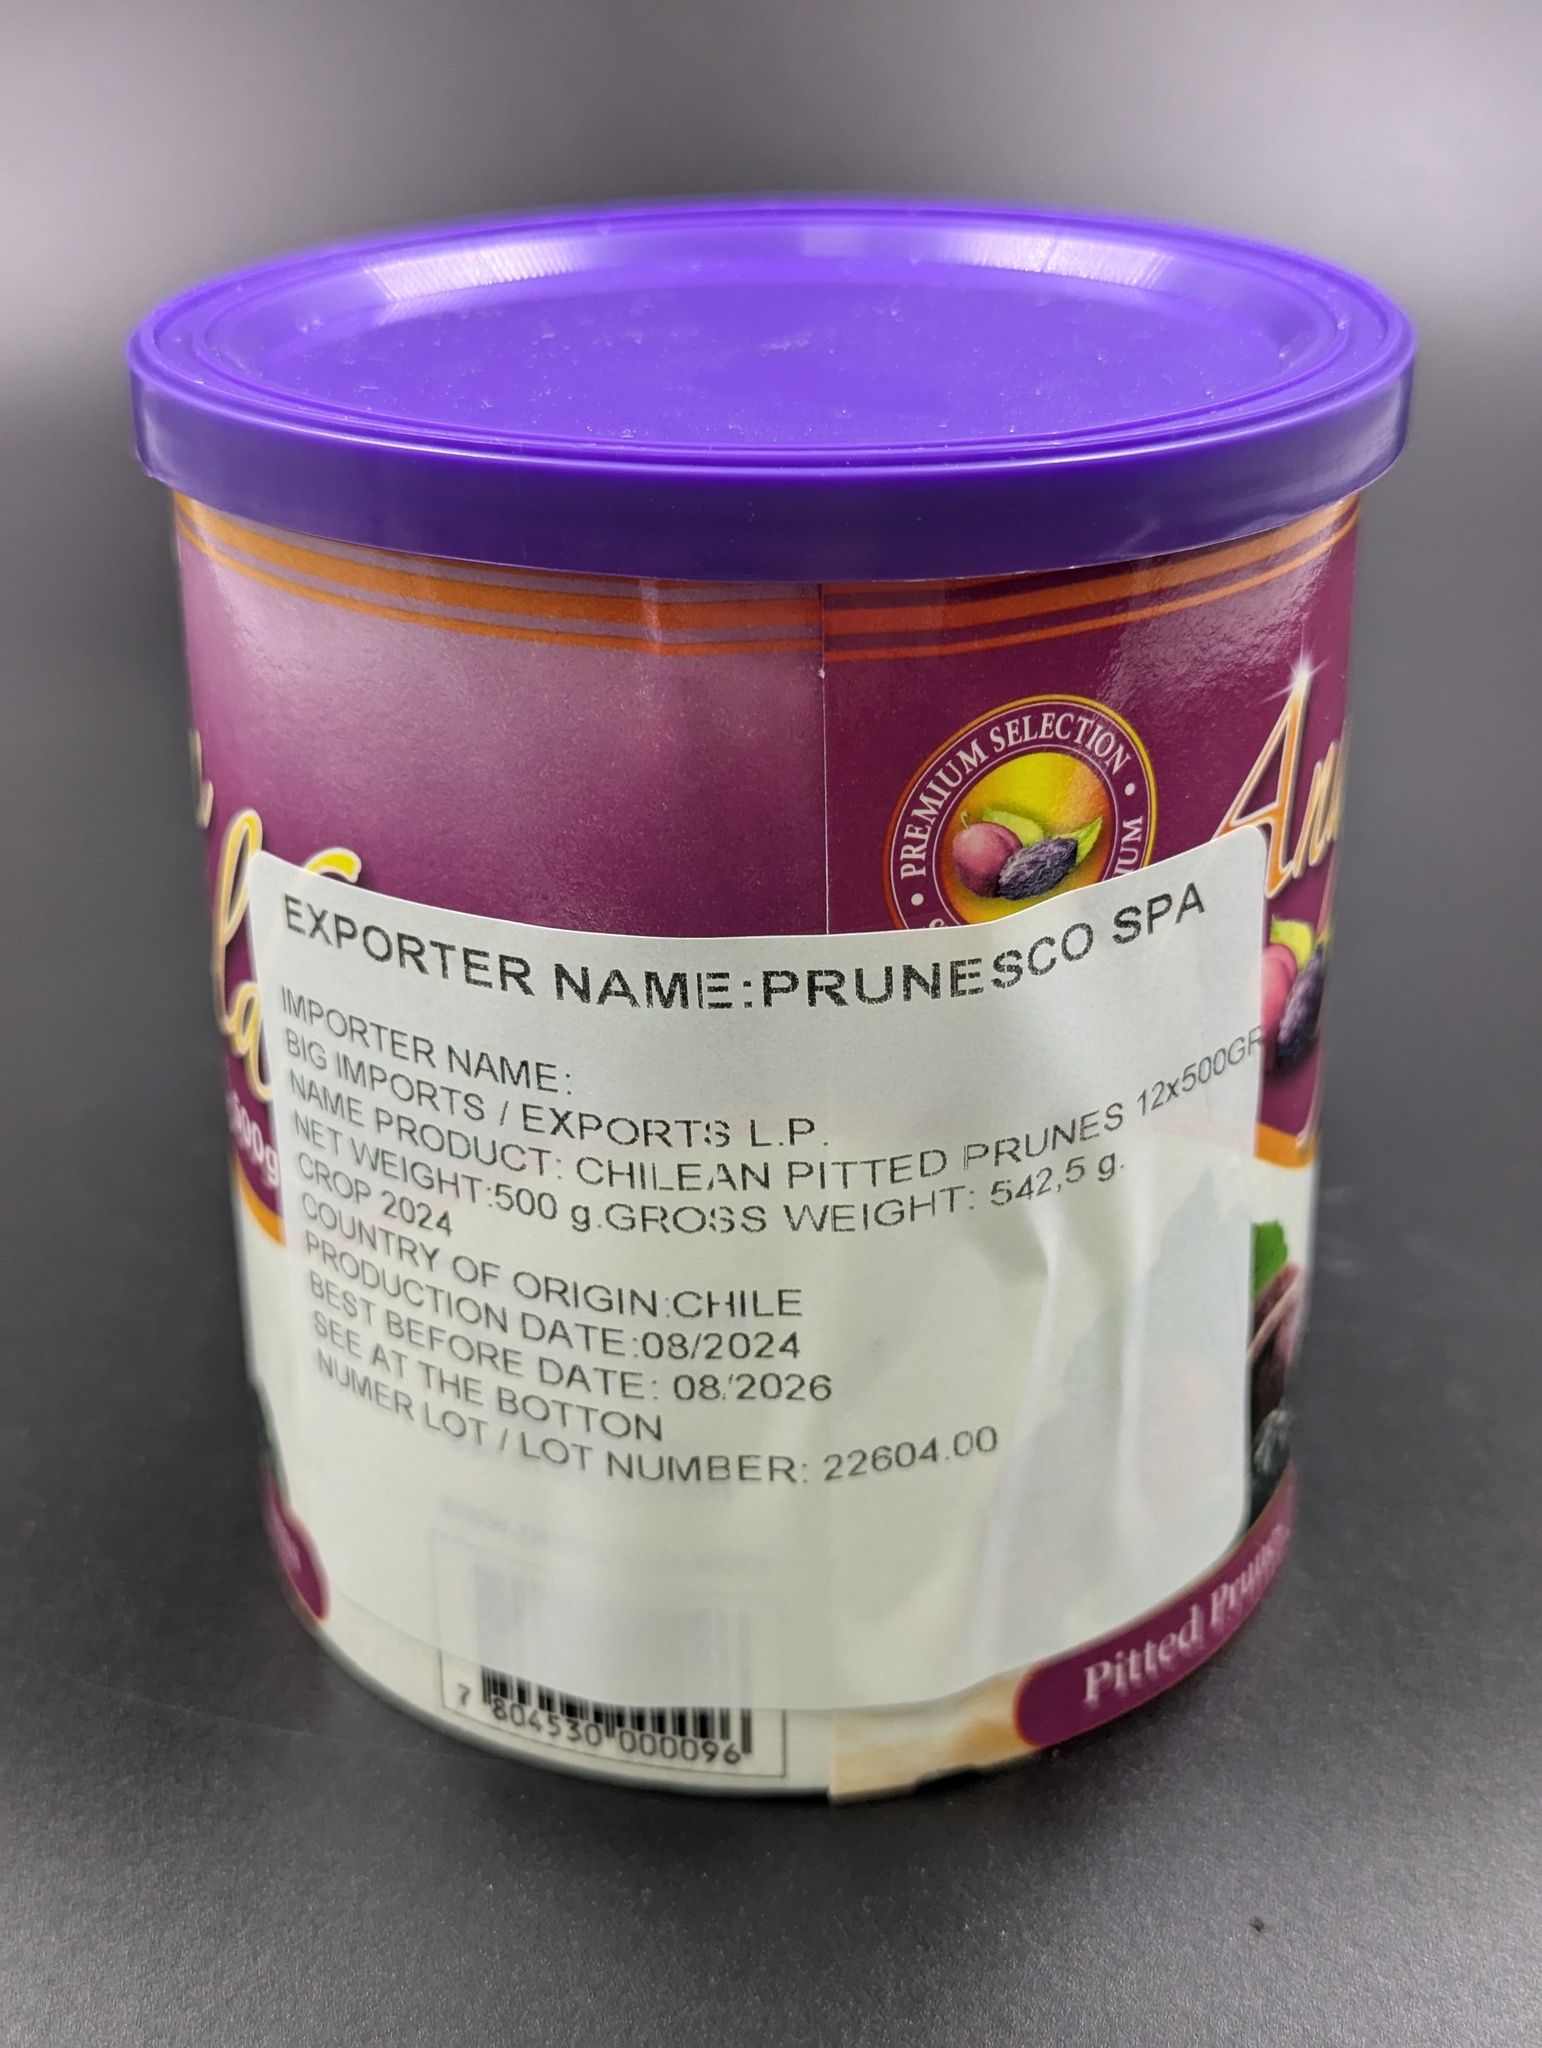 PREMIUM SELECTION
EXPORTER NAME:PRUNESCO SPA
IMPORTER NAME:
BIG IMPORTS / EXPORTS L.P.
NAME PRODUCT: CHILEAN PITTED PRUNES 12x500GR
NET WEIGHT:500 g.GROSS WEIGHT: 542,5 g.
CROP 2024
COUNTRY OF ORIGIN:CHILE
PRODUCTION DATE:08/2024
BEST BEFORE DATE: 08/2026
SEE AT THE BOTTON
NUMER LOT / LOT NUMBER: 22604.00
7 804530 000096
Pitted Prunes